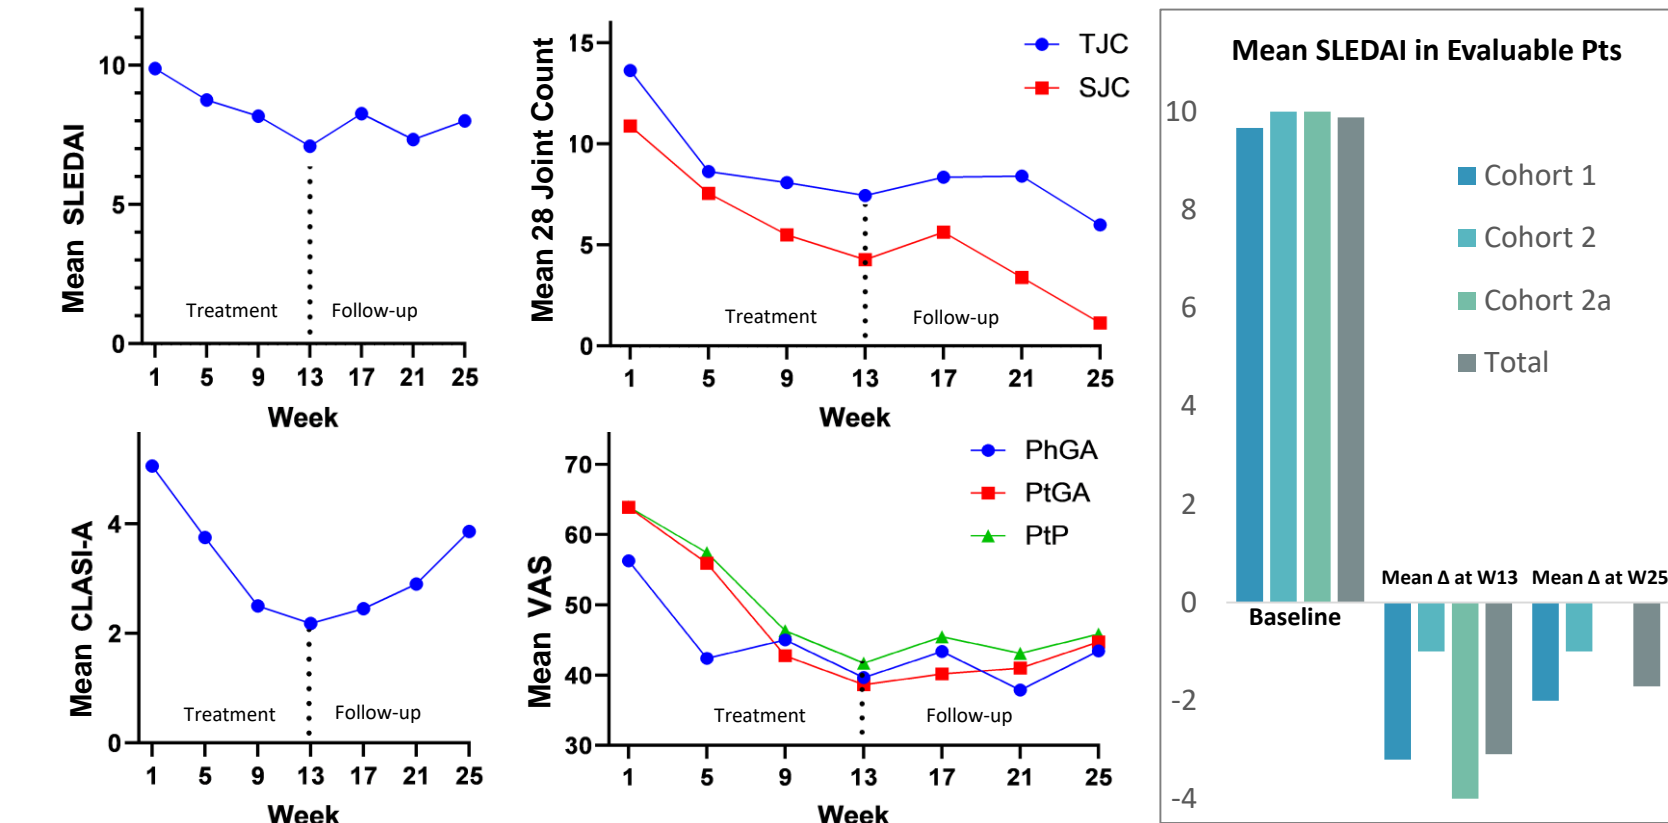 Mean SLEDAI
10
5
0
Treatment
Follow-up
1 5 9 13 17 21 25
Week
Mean 28 Joint Count
15
10
5
0
TJC
SJC
Treatment
Follow-up
1 5 9 13 17 21 25
Week
Mean CLASI-A
4
2
0
Treatment
Follow-up
1 5 9 13 17 21 25
Week
Mean VAS
70
60
50
40
30
PhGA
PtGA
PtP
Treatment
Follow-up
1 5 9 13 17 21 25
Week
Mean SLEDAI in Evaluable Pts
10
8
6
4
2
0
-2
-4
Cohort 1
Cohort 2
Cohort 2a
Total
Mean Δ at W13
Mean Δ at W25
Baseline